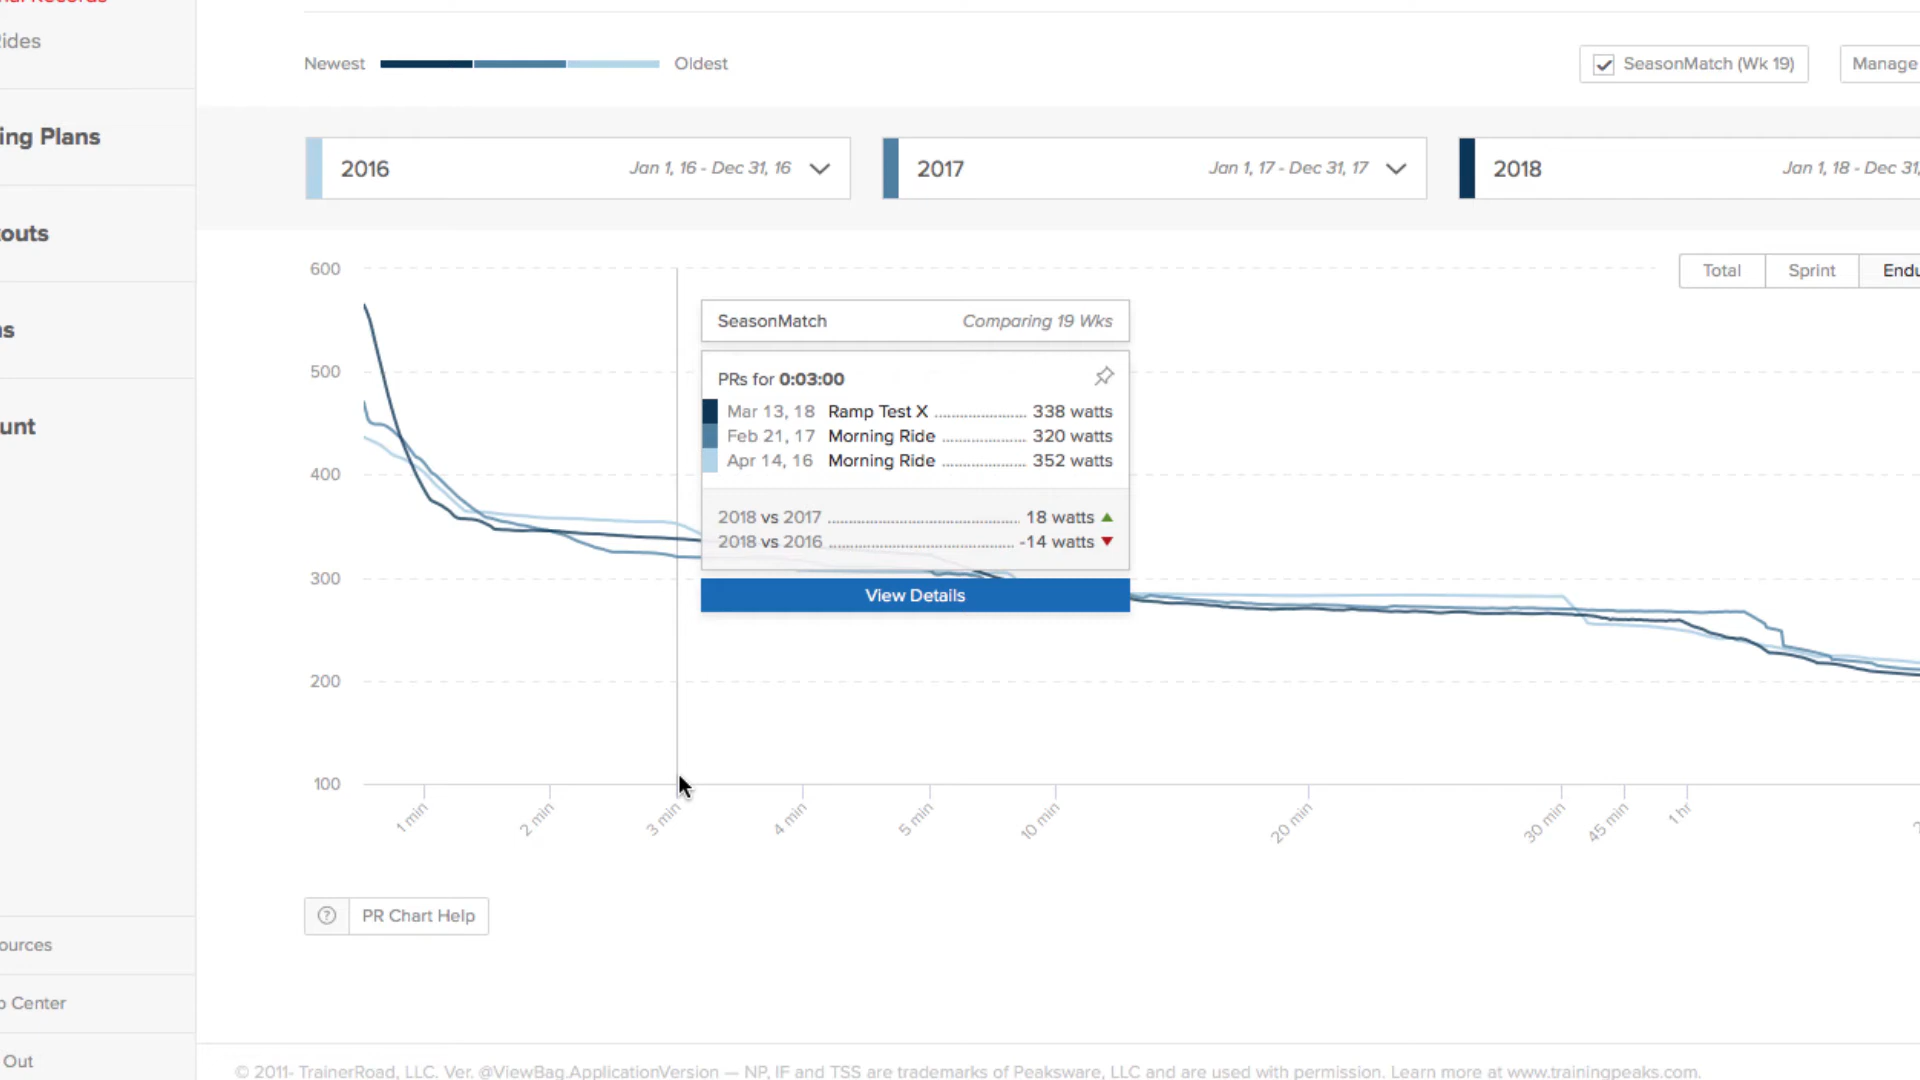 Rides
Newest
Oldest
SeasonMatch (Wk 19)
Manage
ing Plans
2016 Jan 1, 16 - Dec 31, 16
2017 Jan 1, 17 - Dec 31, 17
2018 Jan 1, 18 - Dec 31,
outs
s
unt
Total Sprint Endu
600
500
400
300
200
100
SeasonMatch Comparing 19 Wks
PRs for 0:03:00
Mar 13, 18 Ramp Test X 338 watts
Feb 21, 17 Morning Ride 320 watts
Apr 14, 16 Morning Ride 352 watts
2018 vs 2017 18 watts
2018 vs 2016 -14 watts
View Details
1 min 2 min 3 min 4 min 5 min 10 min 20 min 30 min 45 min 1 hr
? PR Chart Help
ources
p Center
Out
© 2011- TrainerRoad, LLC. Ver. @ViewBag.ApplicationVersion — NP, IF and TSS are trademarks of Peaksware, LLC and are used with permission. Learn more at www.trainingpeaks.com.